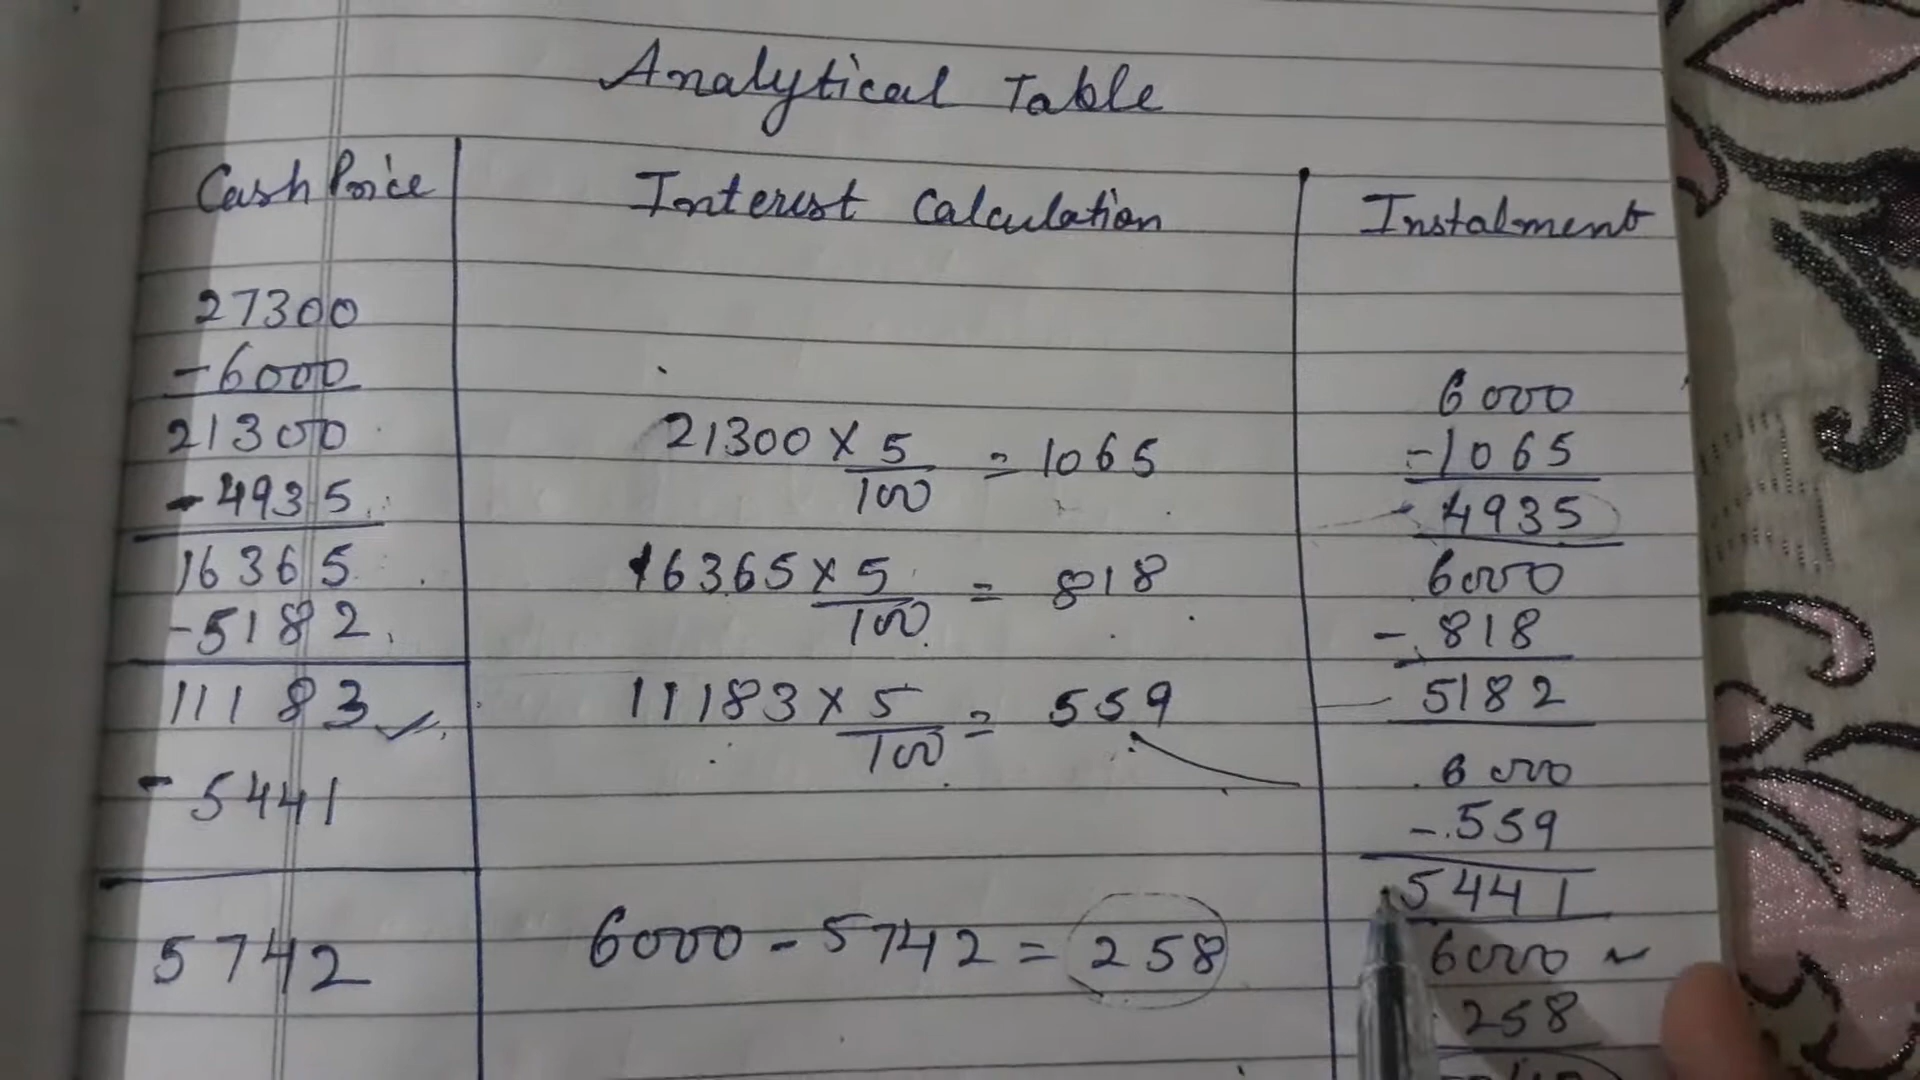 Analytical Table
Cash Price Interest Calculation Instalment
27300
-6000 6000
21300 21300 × 5/100 = 1065 -1065
-4935 4935
16365 16365 × 5/100 = 818 6000
-5182 -818
11183 11183 × 5/100 = 559 5182
6000
-5441 -559
5441
5742 6000 - 5742 = 258 6000
258